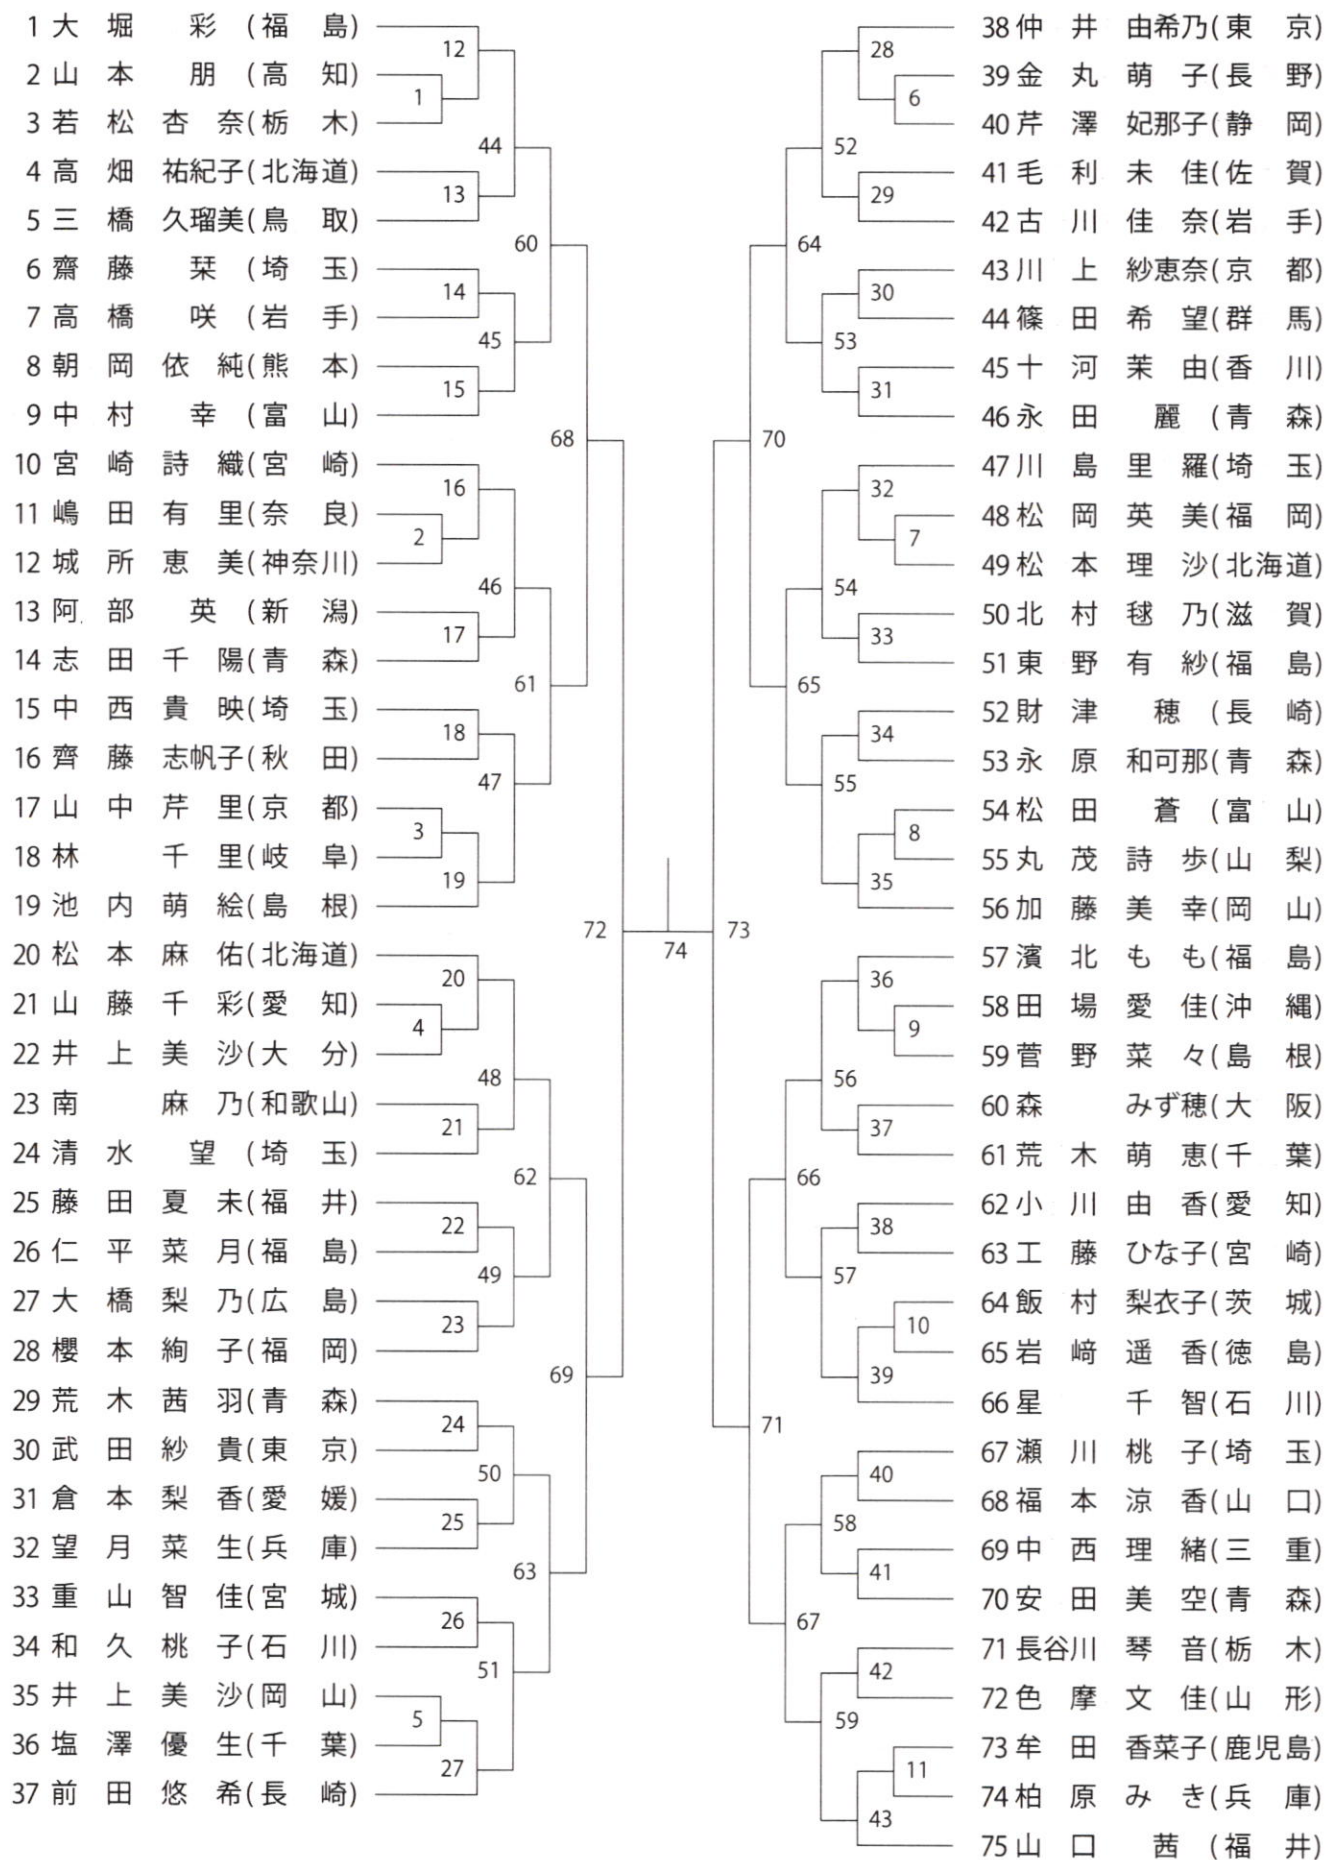 1 大堀 彩 (福島)
2 山本 朋 (高知)
3 若松杏奈(栃木)
4 高畑祐紀子(北海道)
5 三橋久瑠美(鳥取)
6 齋藤 栞 (埼玉)
7 高橋 咲 (岩手)
8 朝岡依純(熊本)
9 中村 幸 (富山)
10 宮崎詩織(宮崎)
11 嶋田有里(奈良)
12 城所恵美(神奈川)
13 阿部 英 (新潟)
14 志田千陽(青森)
15 中西貴映(埼玉)
16 齊藤志帆子(秋田)
17 山中芹里(京都)
18 林 千里(岐阜)
19 池内萌絵(島根)
20 松本麻佑(北海道)
21 山藤千彩(愛知)
22 井上美沙(大分)
23 南 麻乃(和歌山)
24 清水 望 (埼玉)
25 藤田夏未(福井)
26 仁平菜月(福島)
27 大橋梨乃(広島)
28 櫻本絢子(福岡)
29 荒木茜羽(青森)
30 武田紗貴(東京)
31 倉本梨香(愛媛)
32 望月菜生(兵庫)
33 重山智佳(宮城)
34 和久桃子(石川)
35 井上美沙(岡山)
36 塩澤優生(千葉)
37 前田悠希(長崎)
12
1
44
13
60
14
45
15
68
16
2
46
17
61
18
47
3
19
72
20
4
48
21
62
22
49
23
69
24
50
25
63
26
51
5
27
74
28
6
52
29
64
30
53
31
70
32
7
54
33
65
34
55
8
35
73
36
9
56
37
66
38
57
10
39
71
40
58
41
67
42
59
11
43
38 仲井由希乃(東京)
39 金丸萌子(長野)
40 芹澤妃那子(静岡)
41 毛利未佳(佐賀)
42 古川佳奈(岩手)
43 川上紗恵奈(京都)
44 篠田希望(群馬)
45 十河茉由(香川)
46 永田 麗 (青森)
47 川島里羅(埼玉)
48 松岡英美(福岡)
49 松本理沙(北海道)
50 北村毬乃(滋賀)
51 東野有紗(福島)
52 財津 穂 (長崎)
53 永原和可那(青森)
54 松田 蒼 (富山)
55 丸茂詩歩(山梨)
56 加藤美幸(岡山)
57 濱北もも(福島)
58 田場愛佳(沖縄)
59 菅野菜々(島根)
60 森 みず穂(大阪)
61 荒木萌恵(千葉)
62 小川由香(愛知)
63 工藤ひな子(宮崎)
64 飯村梨衣子(茨城)
65 岩﨑遥香(徳島)
66 星 千智(石川)
67 瀬川桃子(埼玉)
68 福本涼香(山口)
69 中西理緒(三重)
70 安田美空(青森)
71 長谷川琴音(栃木)
72 色摩文佳(山形)
73 牟田香菜子(鹿児島)
74 柏原みき(兵庫)
75 山口 茜 (福井)